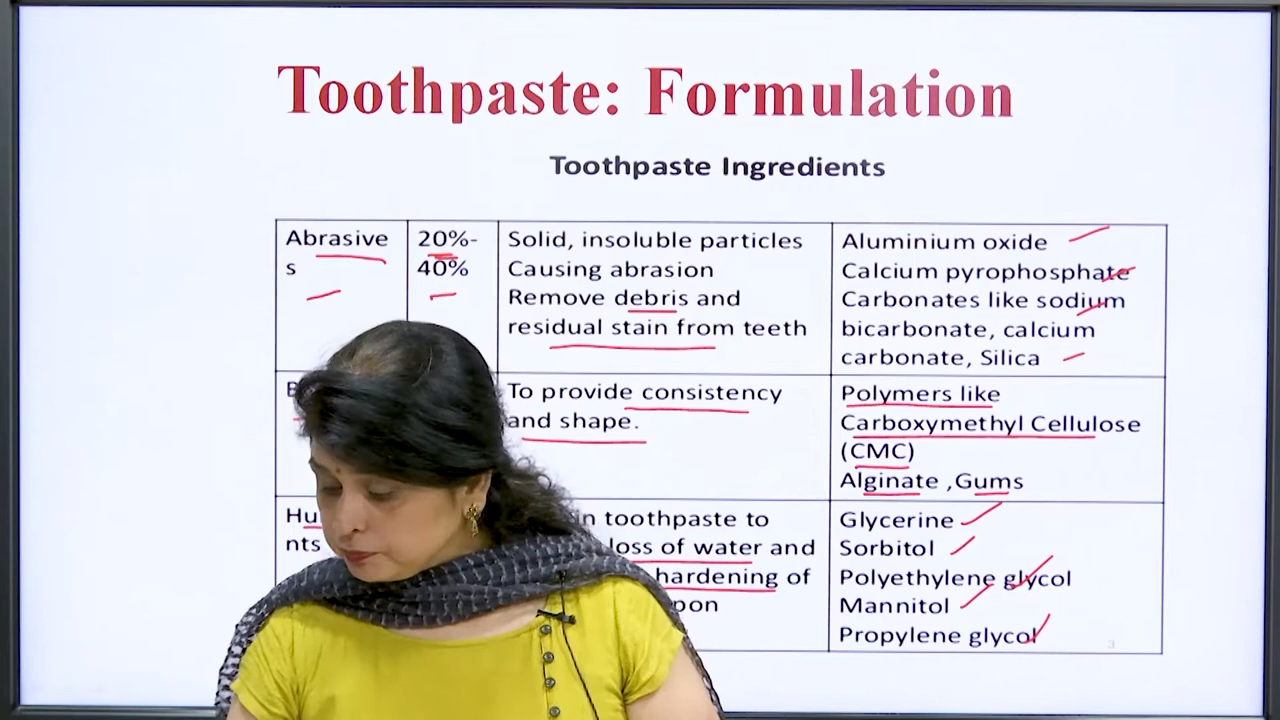 Toothpaste: Formulation
Toothpaste Ingredients
Abrasive
s
20%-
40%
Solid, insoluble particles
Causing abrasion
Remove debris and
residual stain from teeth
Aluminium oxide
Calcium pyrophosphate
Carbonates like sodium
bicarbonate, calcium
carbonate, Silica
To provide consistency
and shape.
Polymers like
Carboxymethyl Cellulose
(CMC)
Alginate ,Gums
nts
toothpaste to
loss of water and
hardening of
Glycerine
Sorbitol
Polyethylene glycol
Mannitol
Propylene glycol
3